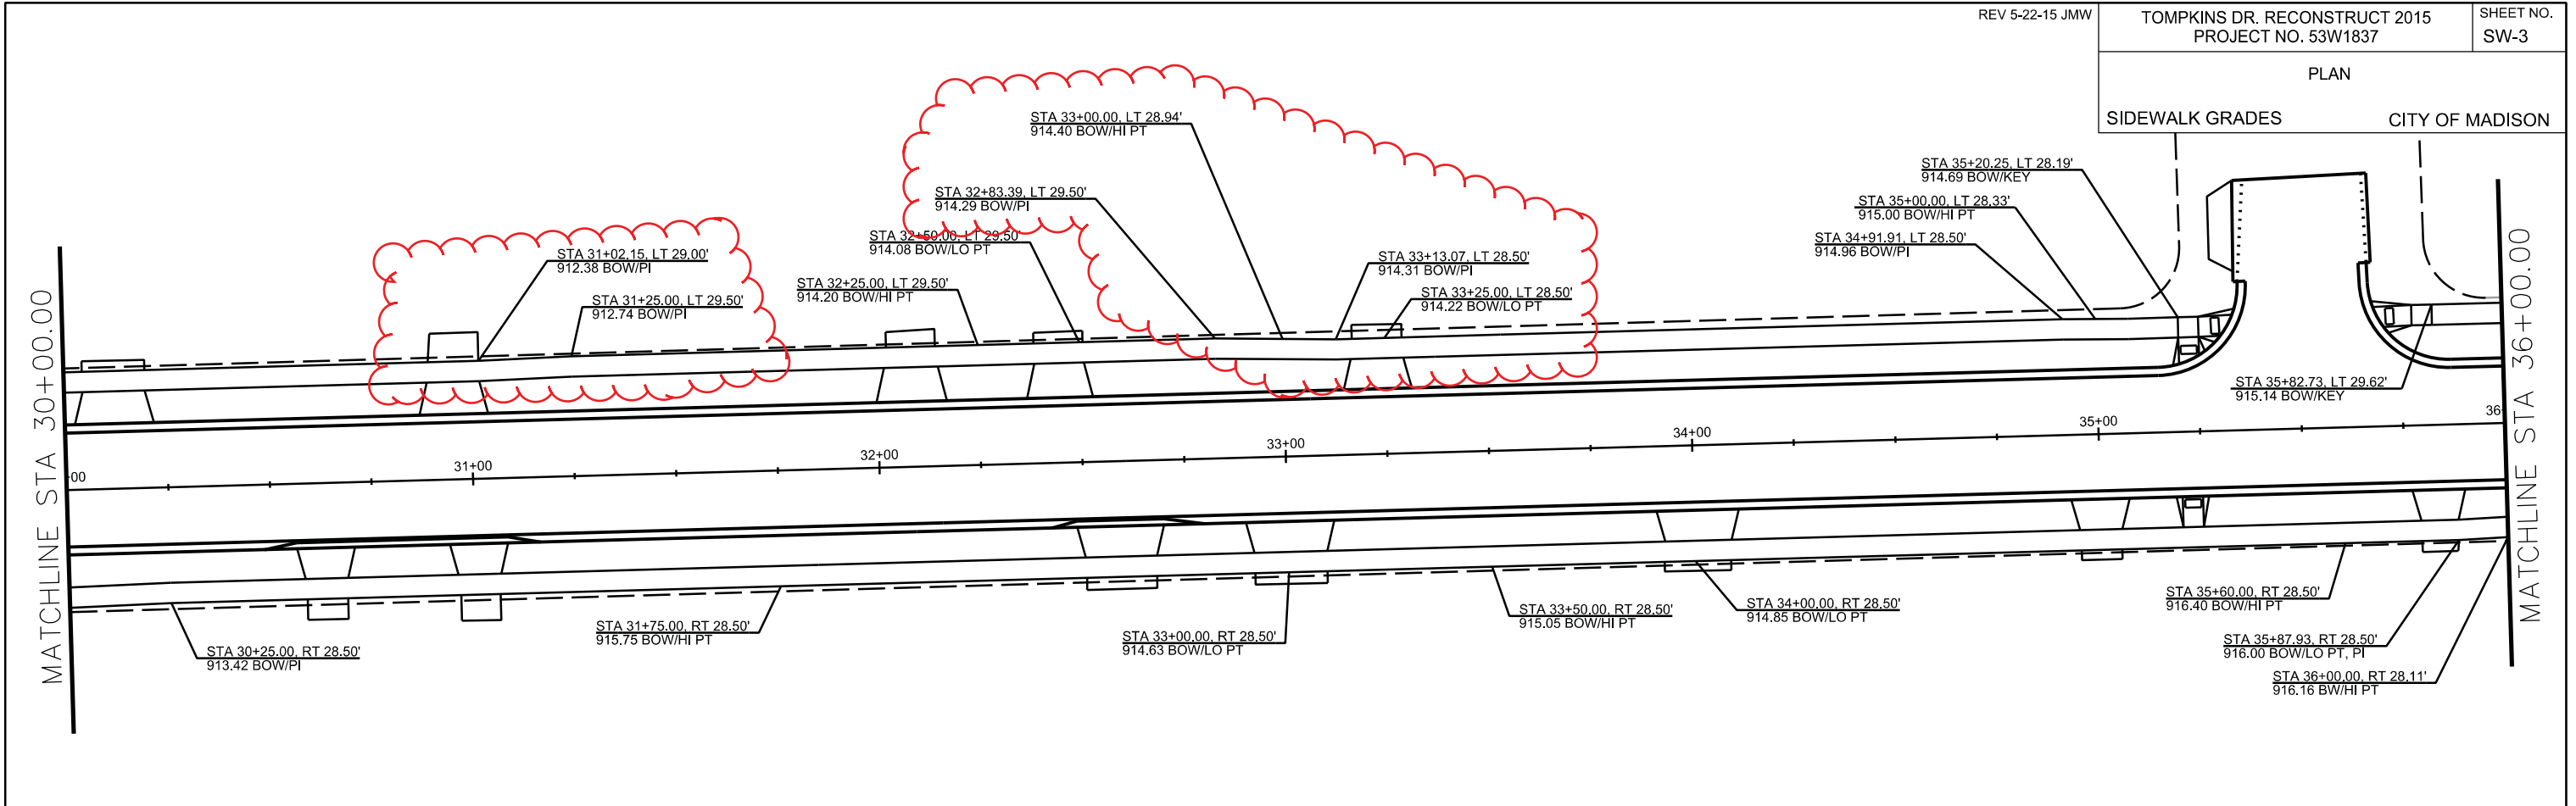 REV 5-22-15 JMW
TOMPKINS DR. RECONSTRUCT 2015
PROJECT NO. 53W1837
SHEET NO.
SW-3
PLAN
SIDEWALK GRADES
CITY OF MADISON
STA 33+00.00, LT 28.94'
914.40 BOW/HI PT
STA 32+83.39, LT 29.50'
914.29 BOW/PI
STA 32+50.00, LT 29.50'
914.08 BOW/LO PT
STA 31+02.15, LT 29.00'
912.38 BOW/PI
STA 32+25.00, LT 29.50'
914.20 BOW/HI PT
STA 31+25.00, LT 29.50'
912.74 BOW/PI
STA 33+13.07, LT 28.50'
914.31 BOW/PI
STA 33+25.00, LT 28.50'
914.22 BOW/LO PT
STA 35+20.25, LT 28.19'
914.69 BOW/KEY
STA 35+00.00, LT 28.33'
915.00 BOW/HI PT
STA 34+91.91, LT 28.50'
914.96 BOW/PI
STA 35+82.73, LT 29.62'
915.14 BOW/KEY
MATCHLINE STA 30+00.00
MATCHLINE STA 36+00.00
00
31+00
32+00
33+00
34+00
35+00
36
STA 30+25.00, RT 28.50'
913.42 BOW/PI
STA 31+75.00, RT 28.50'
915.75 BOW/HI PT
STA 33+00.00, RT 28.50'
914.63 BOW/LO PT
STA 33+50.00, RT 28.50'
915.05 BOW/HI PT
STA 34+00.00, RT 28.50'
914.85 BOW/LO PT
STA 35+60.00, RT 28.50'
916.40 BOW/HI PT
STA 35+87.93, RT 28.50'
916.00 BOW/LO PT, PI
STA 36+00.00, RT 28.11'
916.16 BW/HI PT